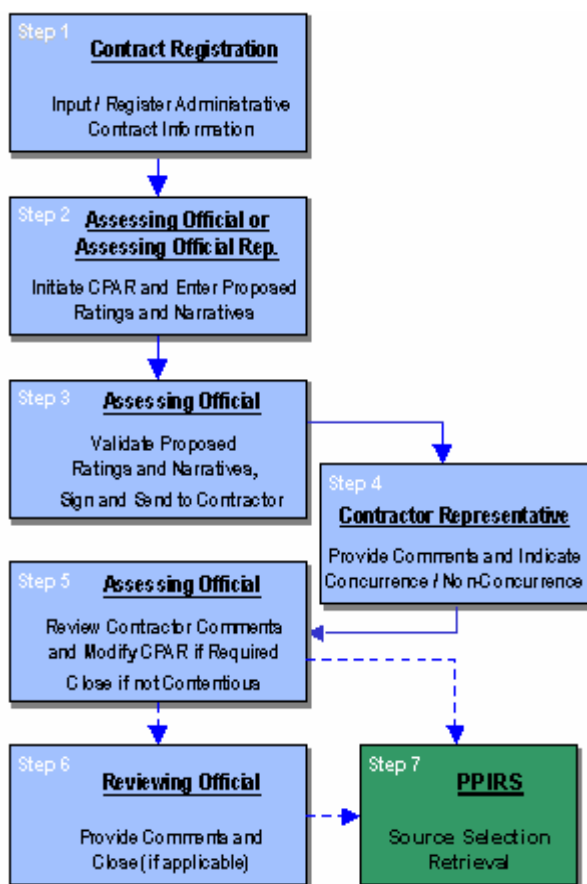 Step 1
Contract Registration
Input / Register Administrative
Contract Information
Step 2
Assessing Official or
Assessing Official Rep.
Initiate CPAR and Enter Proposed
Ratings and Narratives
Step 3
Assessing Official
Validate Proposed
Ratings and Narratives,
Sign and Send to Contractor
Step 4
Contractor Representative
Provide Comments and Indicate
Concurrence / Non-Concurrence
Step 5
Assessing Official
Review Contractor Comments
and Modify CPAR if Required
Close if not Contentious
Step 6
Reviewing Official
Provide Comments and
Close (if applicable)
Step 7
PPIRS
Source Selection
Retrieval